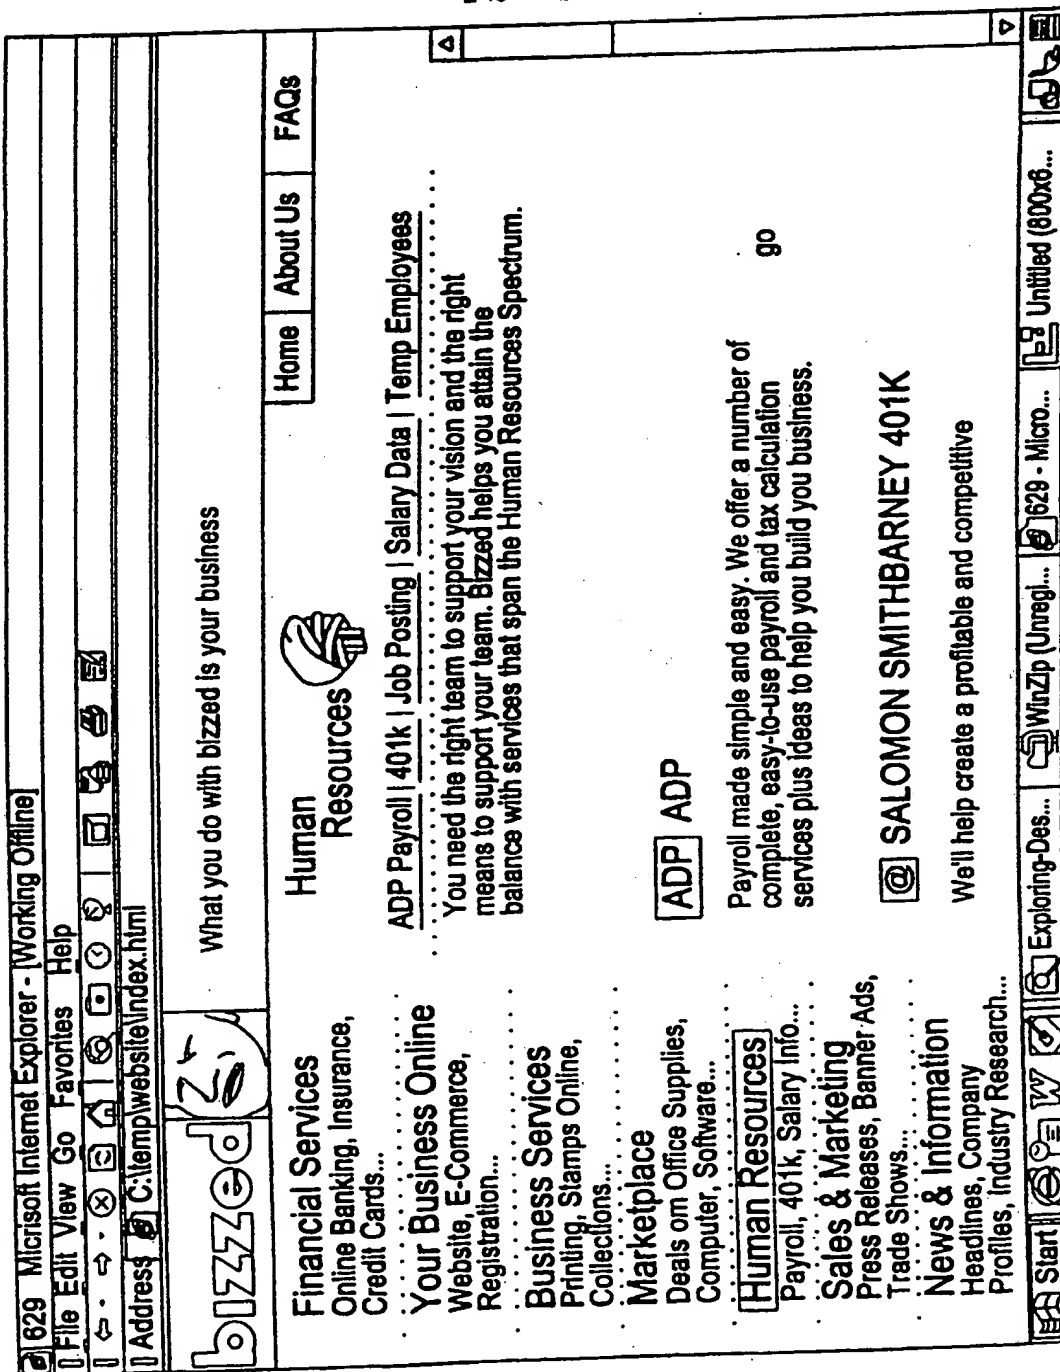 629 Micrisoft Internet Explorer - [Working Offline]
File Edit View Go Favorites Help
Address C:\temp\website\index.html
bizzed
What you do with bizzed is your business
Home | About Us | FAQs
Financial Services
Online Banking, Insurance,
Credit Cards...
Your Business Online
Website, E-Commerce,
Registration...
Business Services
Printing, Stamps Online,
Collections...
Marketplace
Deals om Office Supplies,
Computer, Software...
Human Resources
Payroll, 401k, Salary Info...
Sales & Marketing
Press Releases, Banner Ads,
Trade Shows...
News & Information
Headlines, Company
Profiles, Industry Research...
Human
Resources
ADP Payroll | 401k | Job Posting | Salary Data | Temp Employees
You need the right team to support your vision and the right
means to support your team. Bizzed helps you attain the
balance with services that span the Human Resources Spectrum.
ADP ADP
Payroll made simple and easy. We offer a number of
complete, easy-to-use payroll and tax calculation
services plus ideas to help you build you business.
go
@ SALOMON SMITHBARNEY 401K
We'll help create a profitable and competitive
Start
Exploring-Des...
WinZip (Unregi...
629 - Micro...
Untitled (800x6...